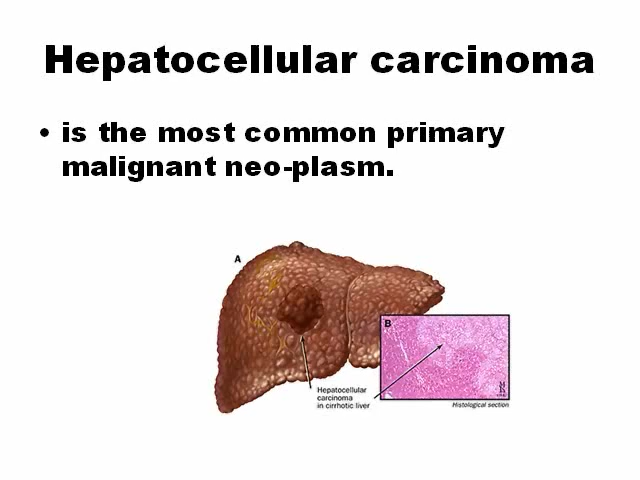 Hepatocellular carcinoma
• is the most common primary
malignant neo-plasm.
A
B
Hepatocellular
carcinoma
in cirrhotic liver
Histological section